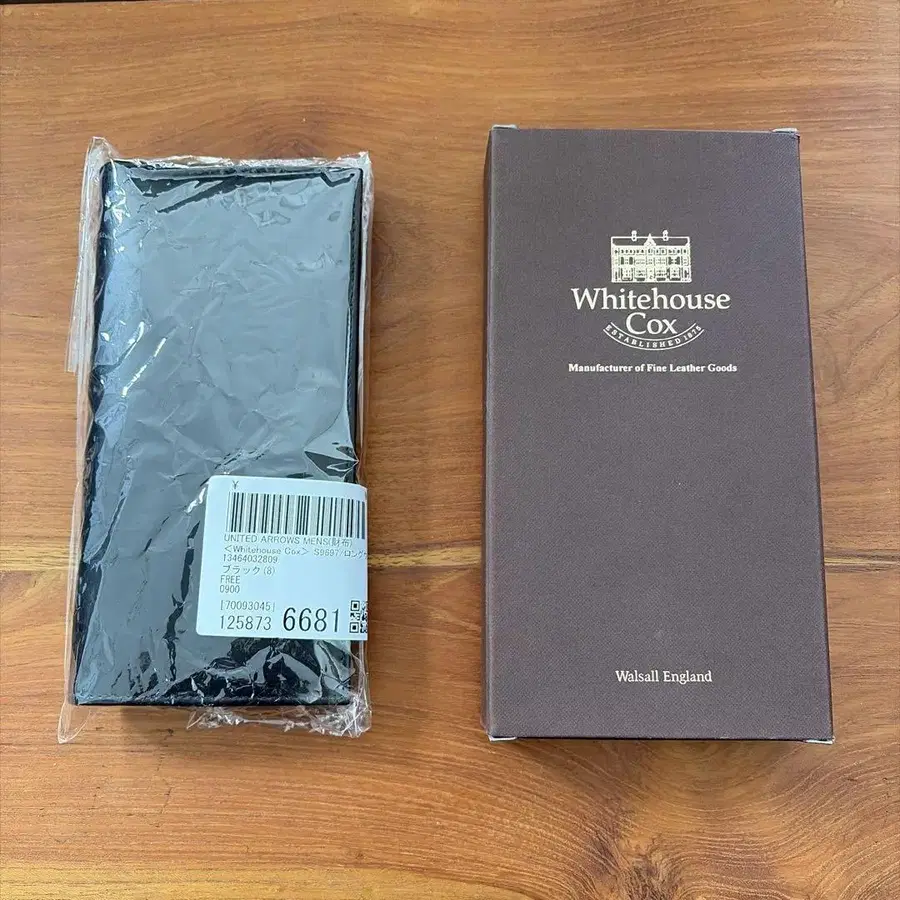 ¥
UNITED ARROWS MENS(財布)
＜Whitehouse Cox＞ S9697/ロング
13464032809
ブラック(8)
FREE
0900
[70093045]
125873 6681
Whitehouse
Cox
ESTABLISHED 1875
Manufacturer of Fine Leather Goods
Walsall England